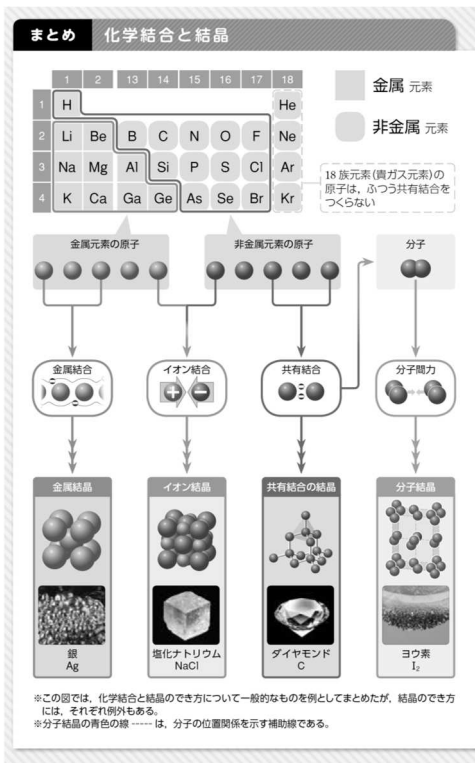 まとめ 化学結合と結晶
1 2 13 14 15 16 17 18
1 H He
2 Li Be B C N O F Ne
3 Na Mg Al Si P S Cl Ar
4 K Ca Ga Ge As Se Br Kr
金属 元素
非金属 元素
18族元素(貴ガス元素)の
原子は,ふつう共有結合を
つくらない
金属元素の原子 非金属元素の原子 分子
金属結合 イオン結合 共有結合 分子間力
+ −
金属結晶 イオン結晶 共有結合の結晶 分子結晶
銀 塩化ナトリウム ダイヤモンド ヨウ素
Ag NaCl C I₂
※この図では,化学結合と結晶のでき方について一般的なものを例としてまとめたが,結晶のでき方
には,それぞれ例外もある。
※分子結晶の青色の線 ----- は,分子の位置関係を示す補助線である。